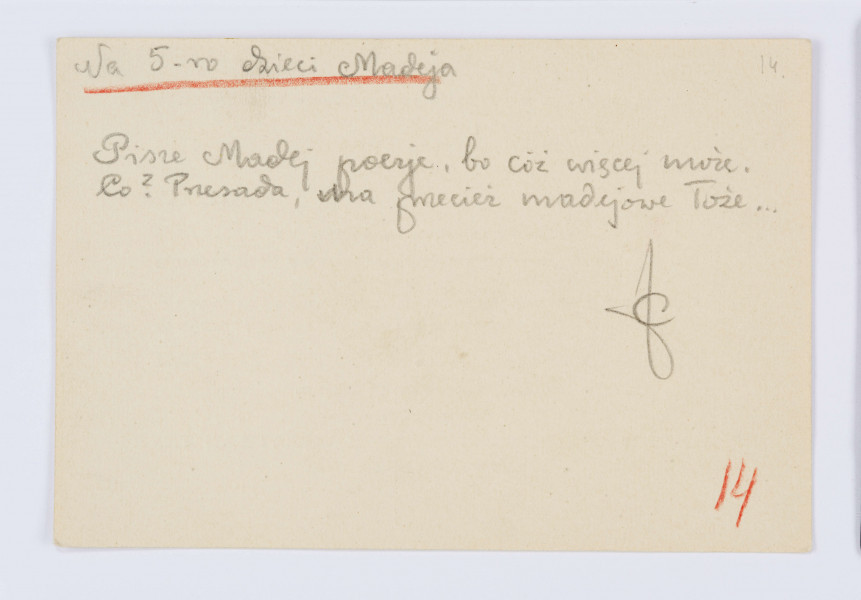 Na 5-ro dzieci Madeja
14.
Pisze Madej poezje, bo cóż więcej może.
Co? Przesada, ma przecież madejowe Łoże...
14